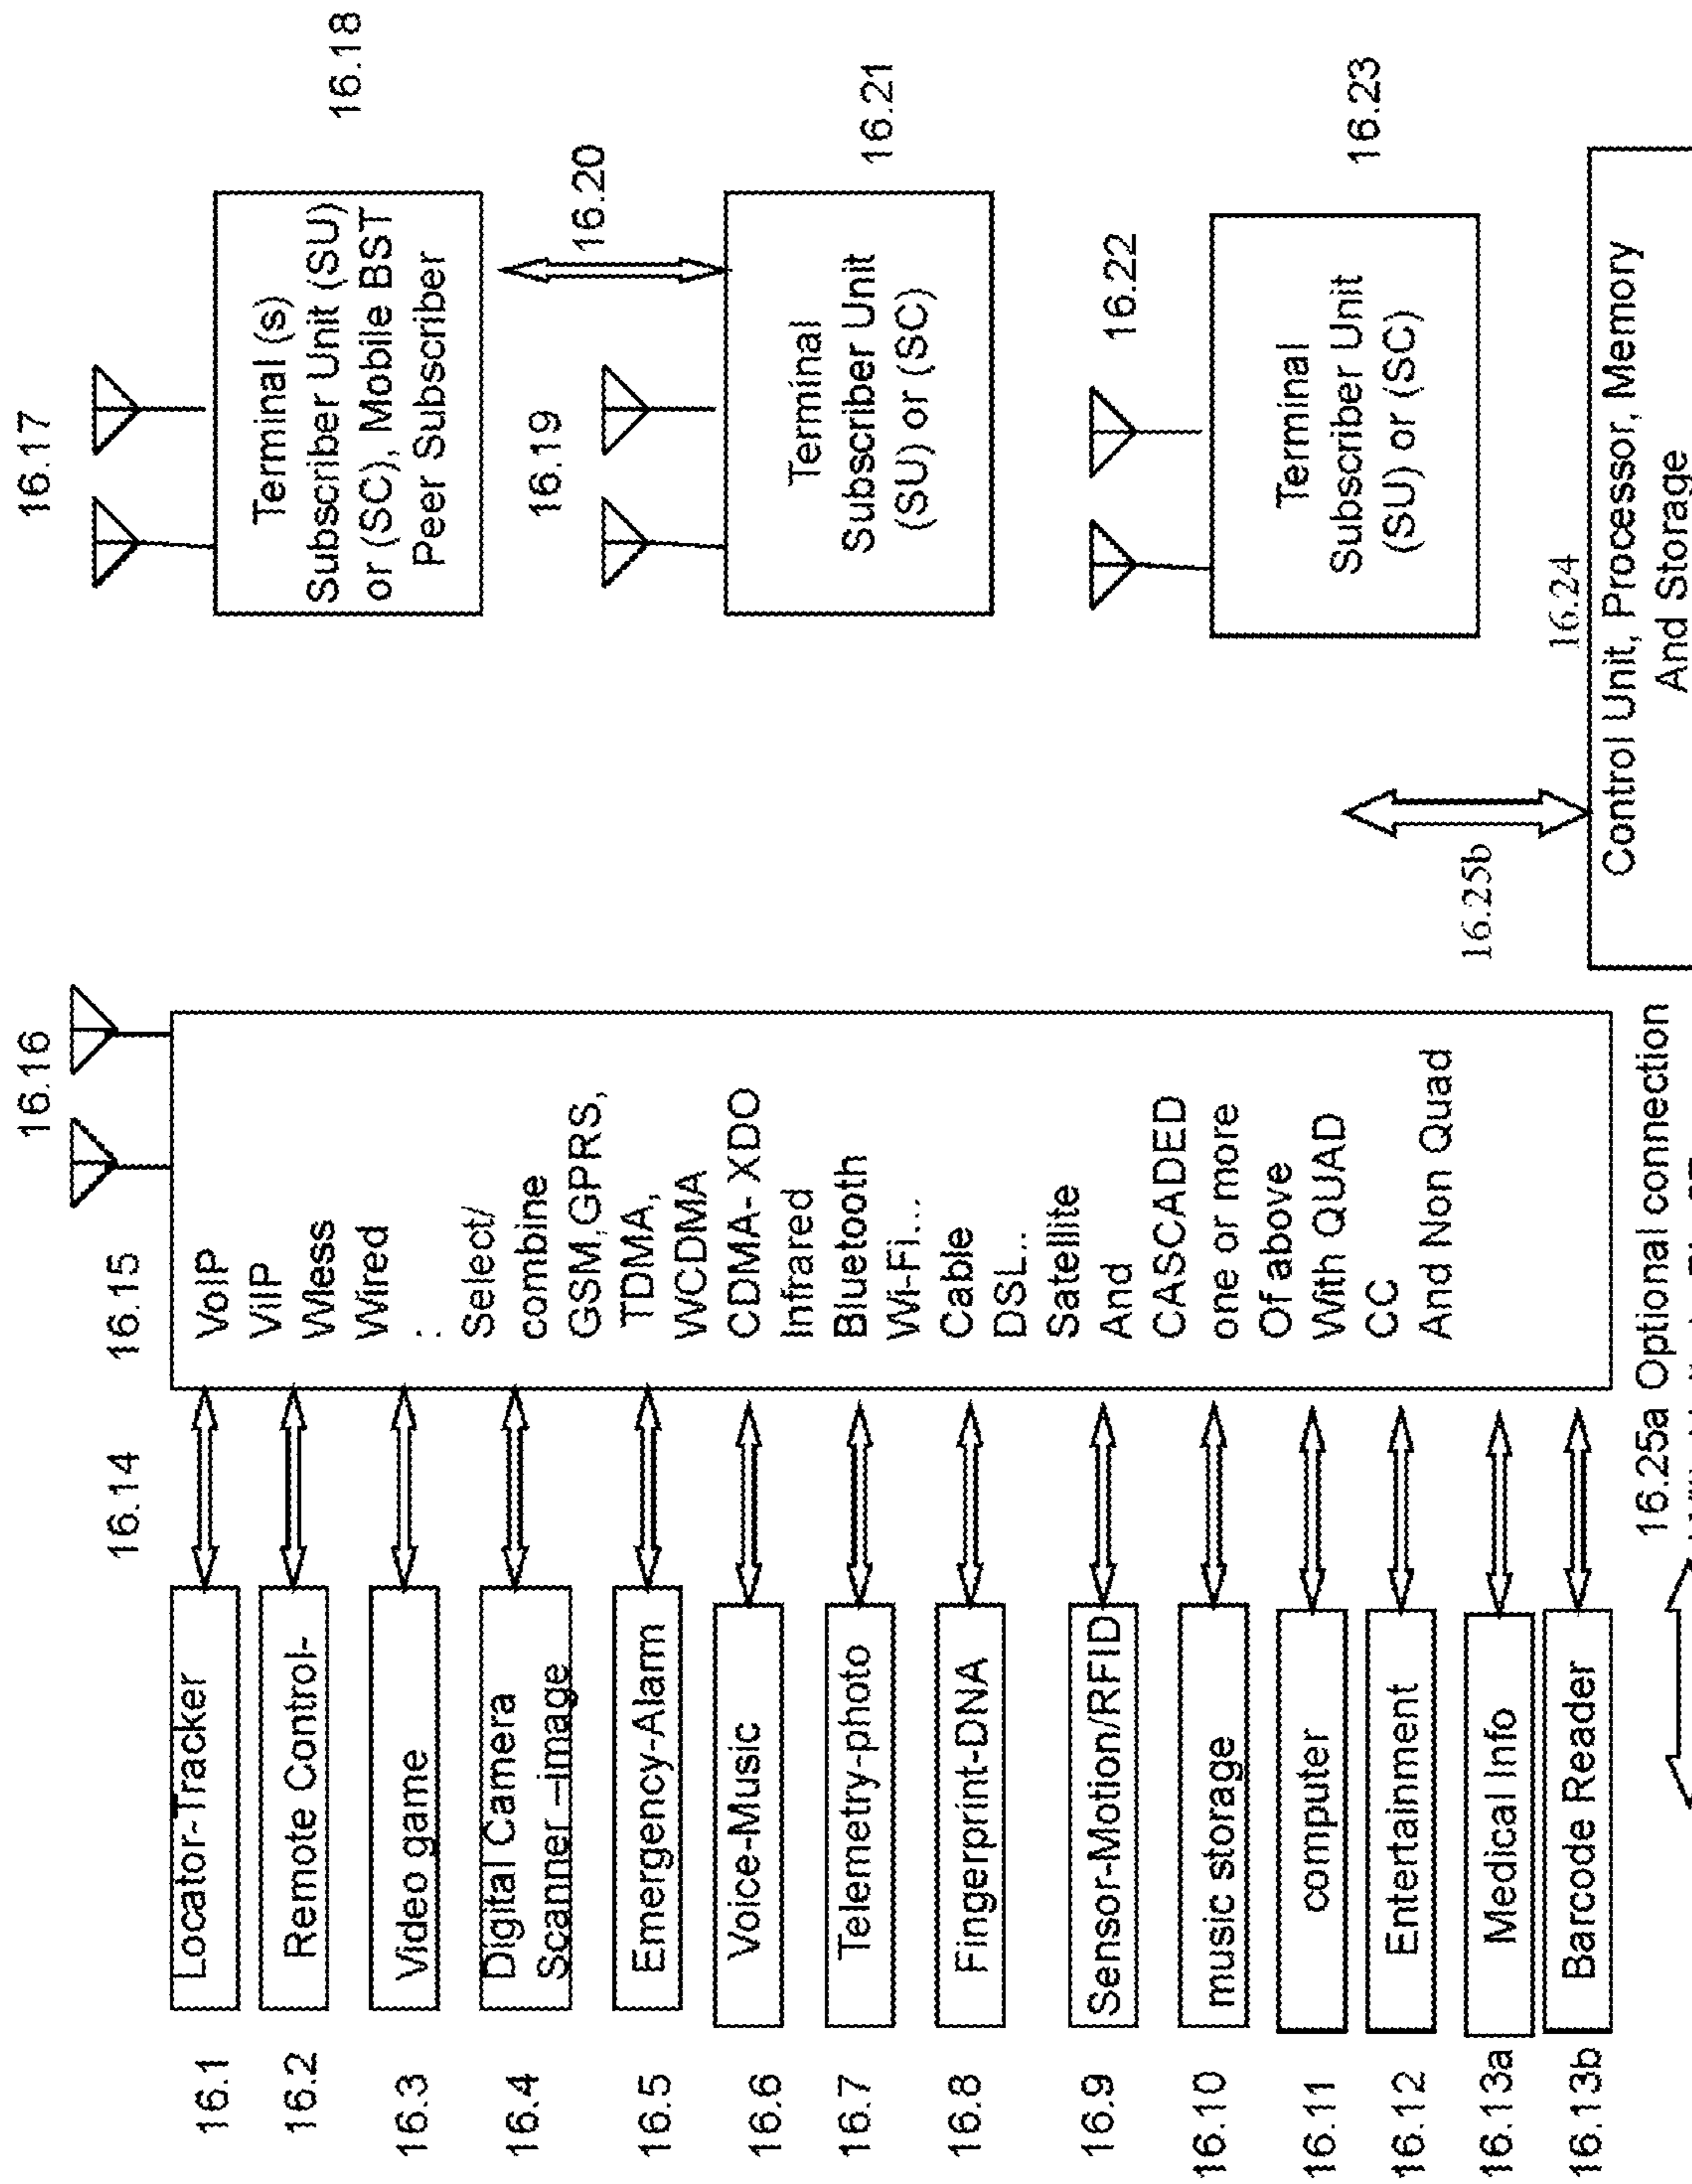 16.1
Locator-Tracker
16.2
Remote Control-
16.3
Video game
16.4
Digital Camera
Scanner –image
16.5
Emergency-Alarm
16.6
Voice-Music
16.7
Telemetry-photo
16.8
Fingerprint-DNA
16.9
Sensor-Motion/RFID
16.10
music storage
16.11
computer
16.12
Entertainment
16.13a
Medical Info
16.13b
Barcode Reader
16.14
16.15
16.16
VoIP
ViIP
Wless
Wired
:
Select/
combine
GSM,GPRS,
TDMA,
WCDMA
CDMA- XDO
Infrared
Bluetooth
Wi-Fi...
Cable
DSL..
Satellite
And
CASCADED
one or more
Of above
With QUAD
CC
And Non Quad
16.25a Optional connection
16.17
Terminal (s)
Subscriber Unit (SU)
or (SC), Mobile BST
Peer Subscriber
16.18
16.20
16.19
Terminal
Subscriber Unit
(SU) or (SC)
16.21
16.22
Terminal
Subscriber Unit
(SU) or (SC)
16.23
16.25b
16.24
Control Unit, Processor, Memory
And Storage